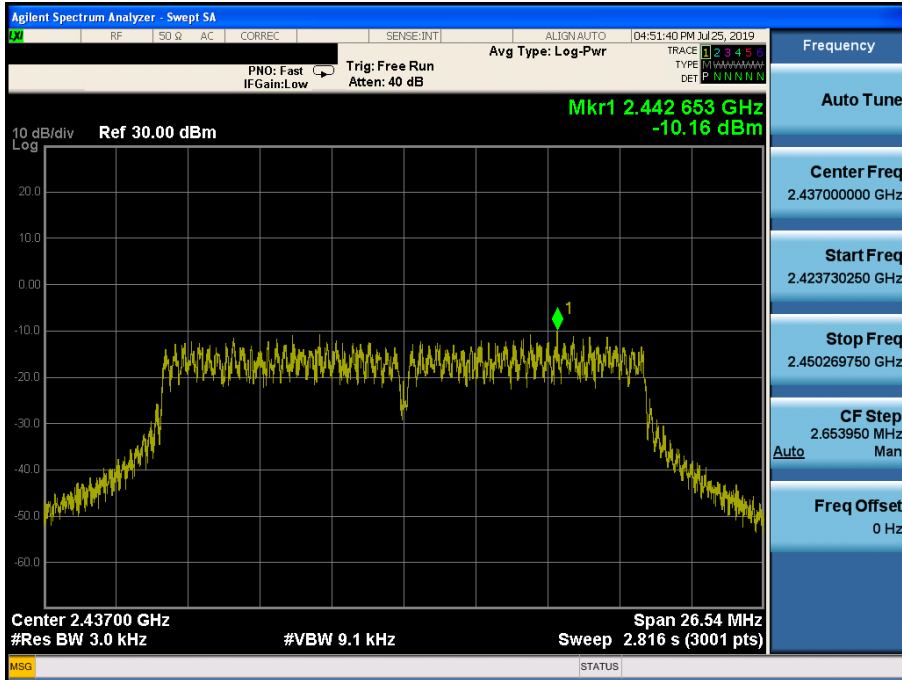 Agilent Spectrum Analyzer - Swept SA
LXI RF 50 Ω AC CORREC SENSE:INT ALIGNAUTO 04:51:40 PM Jul 25, 2019
Frequency
PNO: Fast
IFGain:Low
Trig: Free Run
Atten: 40 dB
Avg Type: Log-Pwr
TRACE 1 2 3 4 5 6
TYPE M W W W W W
DET P N N N N N
Auto Tune
Mkr1 2.442 653 GHz
-10.16 dBm
10 dB/div Ref 30.00 dBm
Log
20.0
10.0
0.00
-10.0
-20.0
-30.0
-40.0
-50.0
-60.0
1
Center Freq
2.437000000 GHz
Start Freq
2.423730250 GHz
Stop Freq
2.450269750 GHz
CF Step
2.653950 MHz
Auto Man
Freq Offset
0 Hz
Center 2.43700 GHz Span 26.54 MHz
#Res BW 3.0 kHz #VBW 9.1 kHz Sweep 2.816 s (3001 pts)
MSG STATUS